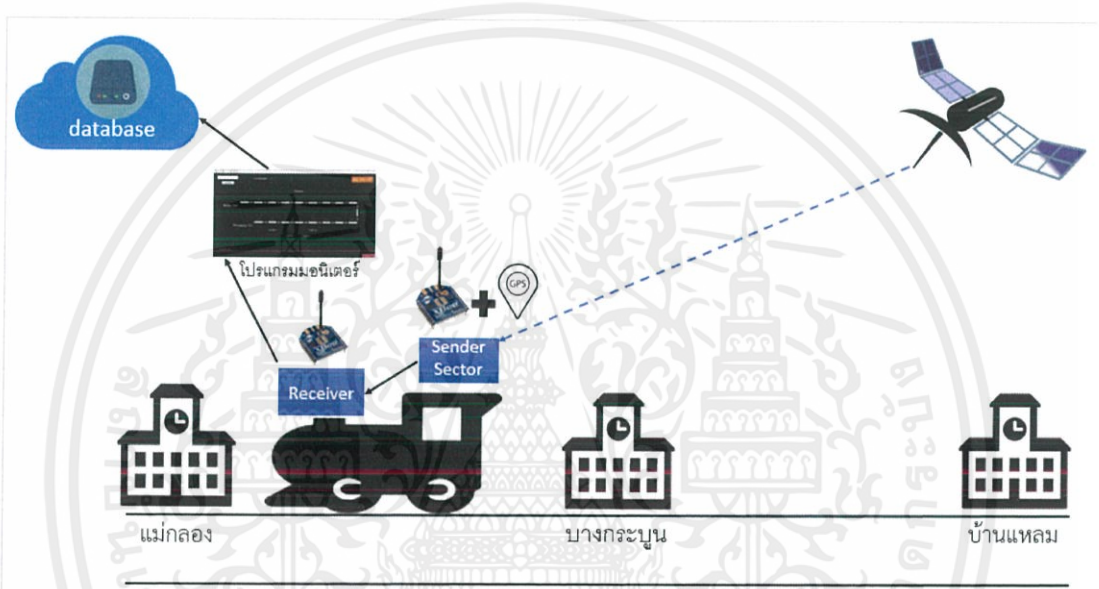 database
โปรแกรมมอนิเตอร์
GPS
Sender
Sector
Receiver
แม่กลอง
บางกระบูน
บ้านแหลม